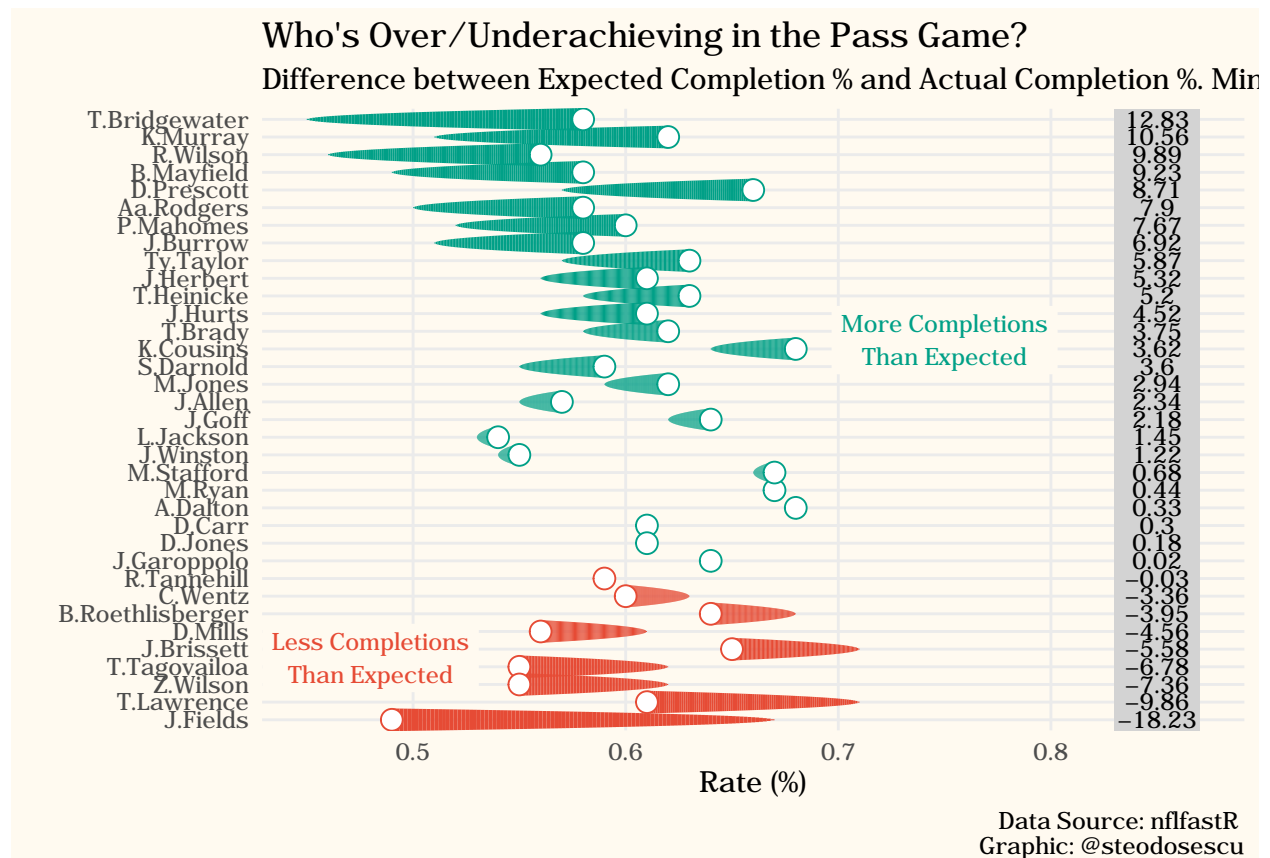 Who's Over/Underachieving in the Pass Game?
Difference between Expected Completion % and Actual Completion %. Min
T.Bridgewater 12.83
K.Murray 10.56
R.Wilson 9.89
B.Mayfield 9.23
D.Prescott 8.71
Aa.Rodgers 7.9
P.Mahomes 7.67
J.Burrow 6.92
Ty.Taylor 5.87
J.Herbert 5.32
T.Heinicke 5.2
J.Hurts 4.52
T.Brady 3.75
K.Cousins 3.62
S.Darnold 3.6
M.Jones 2.94
J.Allen 2.34
J.Goff 2.18
L.Jackson 1.45
J.Winston 1.22
M.Stafford 0.68
M.Ryan 0.44
A.Dalton 0.33
D.Carr 0.3
D.Jones 0.18
J.Garoppolo 0.02
R.Tannehill −0.03
C.Wentz −3.36
B.Roethlisberger −3.95
D.Mills −4.56
J.Brissett −5.58
T.Tagovailoa −6.78
Z.Wilson −7.36
T.Lawrence −9.86
J.Fields −18.23
More Completions
Than Expected
Less Completions
Than Expected
0.5 0.6 0.7 0.8
Rate (%)
Data Source: nflfastR
Graphic: @steodosescu